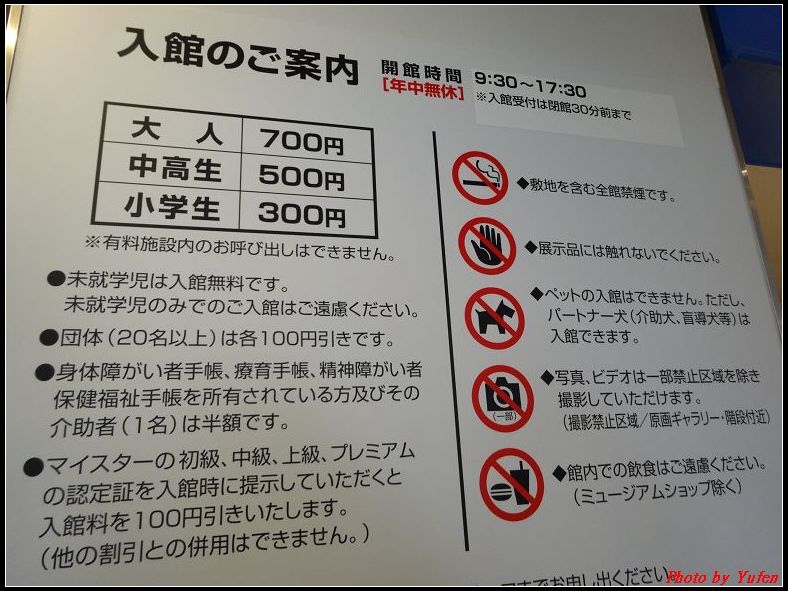 入館のご案内
開館時間 9:30～17:30
[年中無休] ※入館受付は閉館30分前まで
大人 700円
中高生 500円
小学生 300円
※有料施設内のお呼び出しはできません。
●未就学児は入館無料です。
未就学児のみでのご入館はご遠慮ください。
●団体(20名以上)は各100円引きです。
●身体障がい者手帳、療育手帳、精神障がい者
保健福祉手帳を所有されている方及びその
介助者(1名)は半額です。
●マイスターの初級、中級、上級、プレミアム
の認定証を入館時に提示していただくと
入館料を100円引きいたします。
(他の割引との併用はできません。)
◆敷地を含む全館禁煙です。
◆展示品には触れないでください。
◆ペットの入館はできません。ただし、
パートナー犬(介助犬、盲導犬等)は
入館できます。
(一部)
◆写真、ビデオは一部禁止区域を除き
撮影していただけます。
(撮影禁止区域／原画ギャラリー・階段付近)
◆館内での飲食はご遠慮ください。
(ミュージアムショップ除く)
までお申し出ください。
Photo by Yufen